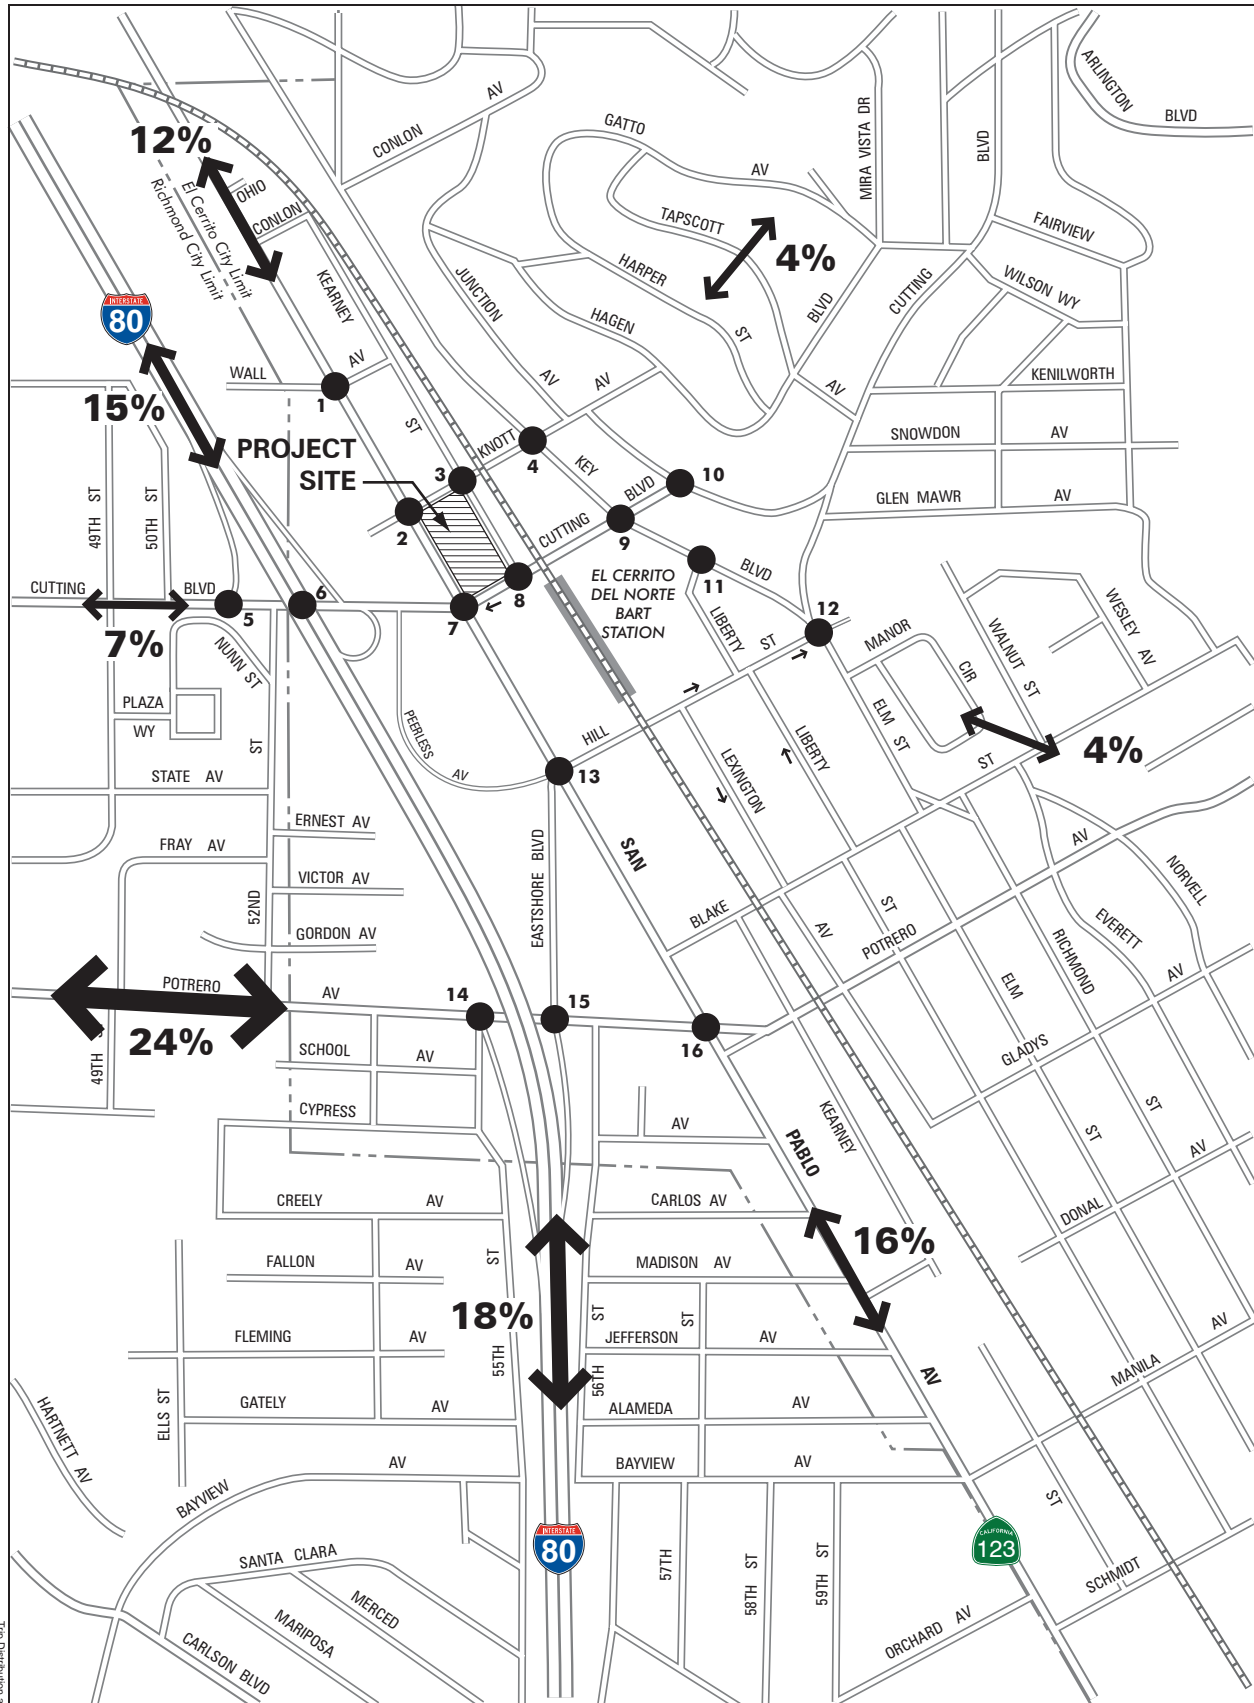 ARLINGTON
BLVD
CONLON AV
GATTO AV
MIRA VISTA DR
BLVD
12%
El Cerrito City Limit
Richmond City Limit
OHIO
CONLON
TAPSCOTT
4%
FAIRVIEW
KEARNEY
JUNCTION
HARPER
ST
CUTTING
WILSON WY
INTERSTATE
80
HAGEN
BLVD
WALL AV
1
AV
AV
AV
KENILWORTH
15%
PROJECT
SITE
ST
KNOTT
3
4
KEY
SNOWDON AV
2
BLVD
10
GLEN MAWR AV
49TH ST
50TH ST
CUTTING
9
CUTTING BLVD
5
6
7
8
EL CERRITO
DEL NORTE
BART
STATION
11
BLVD
12
7%
NUNN ST
LIBERTY
ST
MANOR
CIR
WALNUT ST
WESLEY AV
PLAZA
WY
PEERLESS
AV
HILL
ELM ST
ST
4%
STATE AV
ST
13
LEXINGTON
LIBERTY
ERNEST AV
FRAY AV
EASTSHORE BLVD
SAN
AV
NORVELL
VICTOR AV
52ND
BLAKE
ST
GORDON AV
AV
POTRERO
EVERETT
RICHMOND
POTRERO
AV
24%
14
15
16
ELM
AV
GLADYS
49TH S
SCHOOL AV
CYPRESS
AV
PABLO
KEARNEY
ST
ST
AV
CREELY AV
CARLOS AV
DONAL
16%
FALLON AV
ST
MADISON AV
18%
FLEMING AV
55TH
ST
56TH
ST
JEFFERSON AV
AV
AV
MANILA
HARTNETT AV
ELLS ST
GATELY AV
ALAMEDA AV
BAYVIEW AV
BAYVIEW AV
ST
INTERSTATE
80
CALIFORNIA
123
SANTA CLARA
57TH
58TH ST
59TH ST
SCHMIDT
MERCED
MARIPOSA
CARLSON BLVD
ORCHARD AV